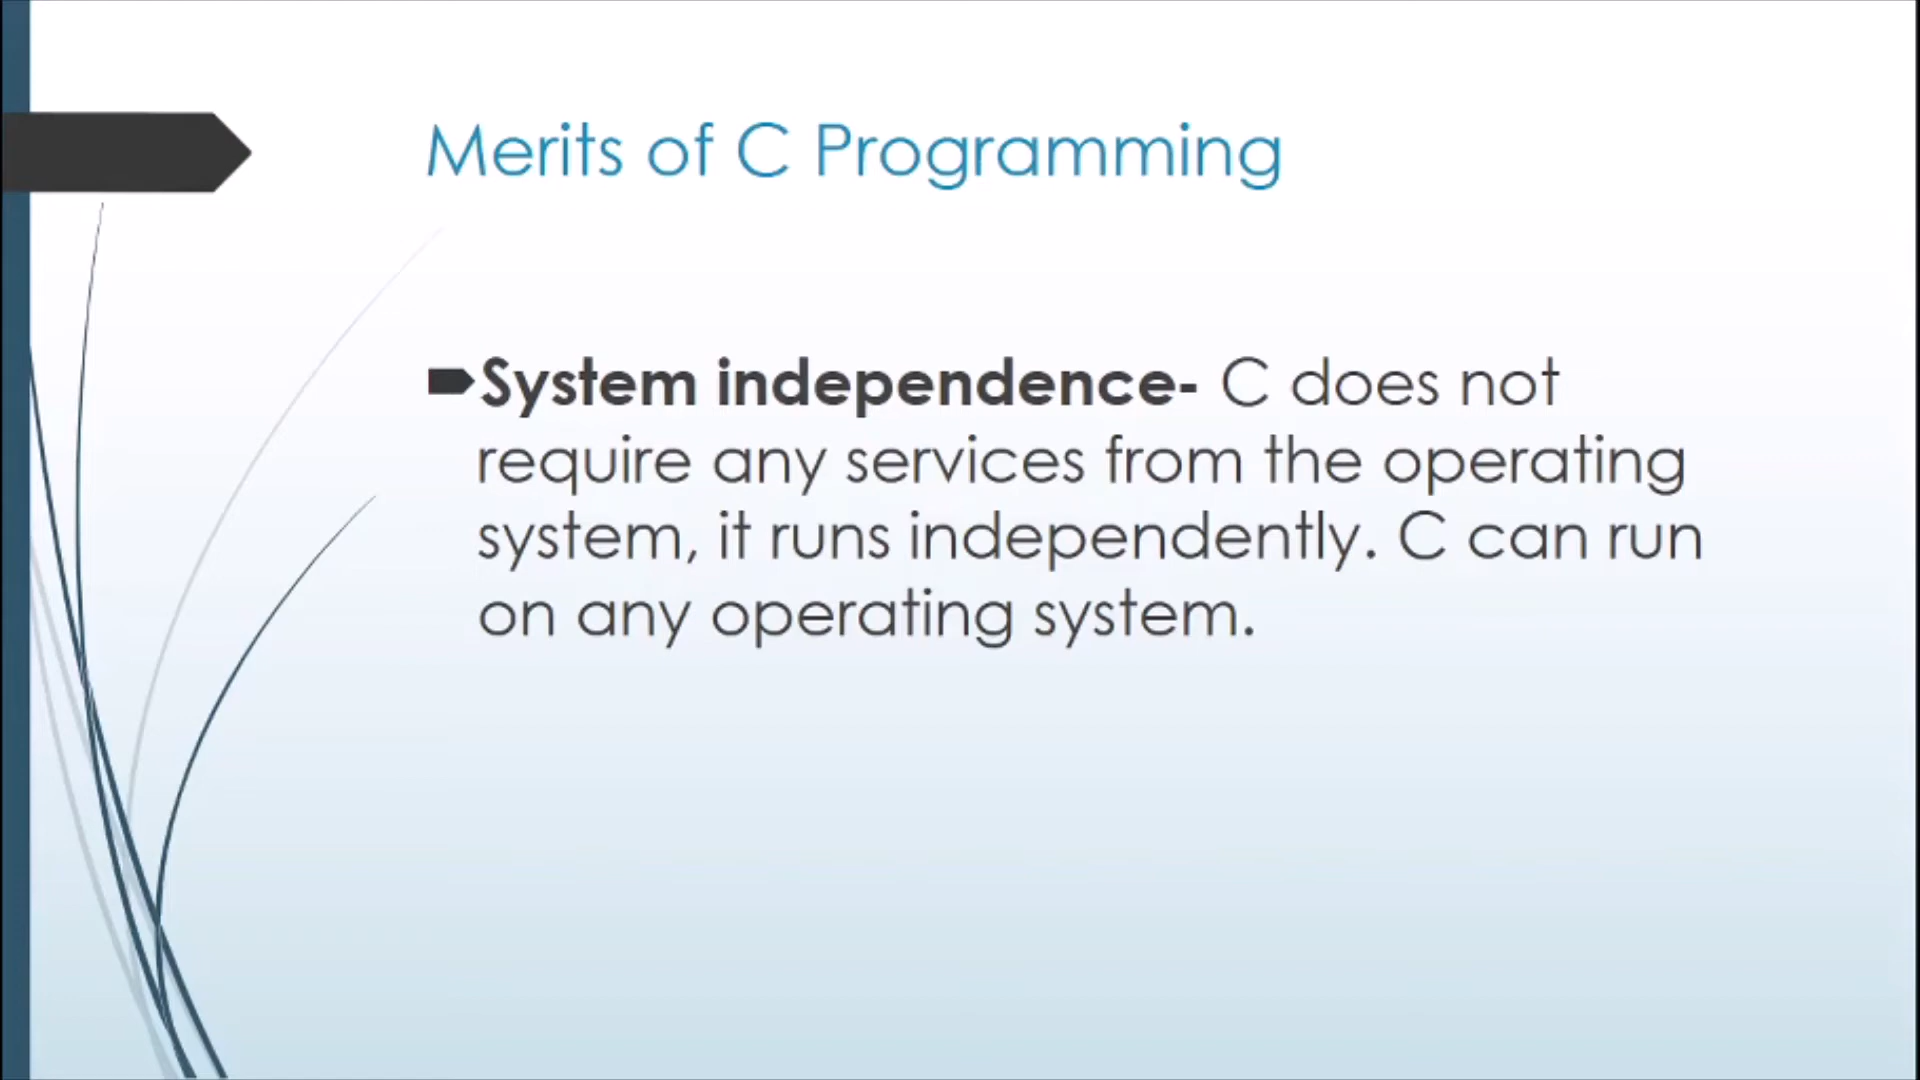 Merits of C Programming
System independence- C does not
require any services from the operating
system, it runs independently. C can run
on any operating system.